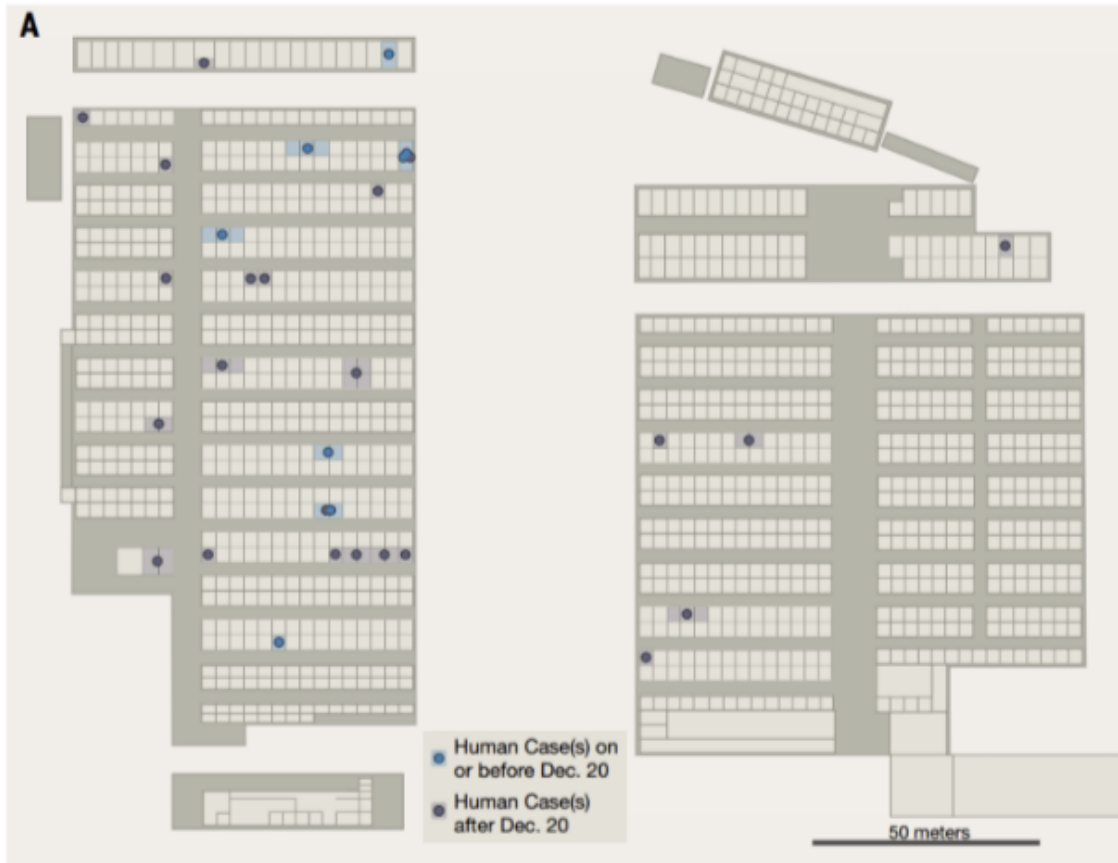 A
Human Case(s) on
or before Dec. 20
Human Case(s)
after Dec. 20
50 meters